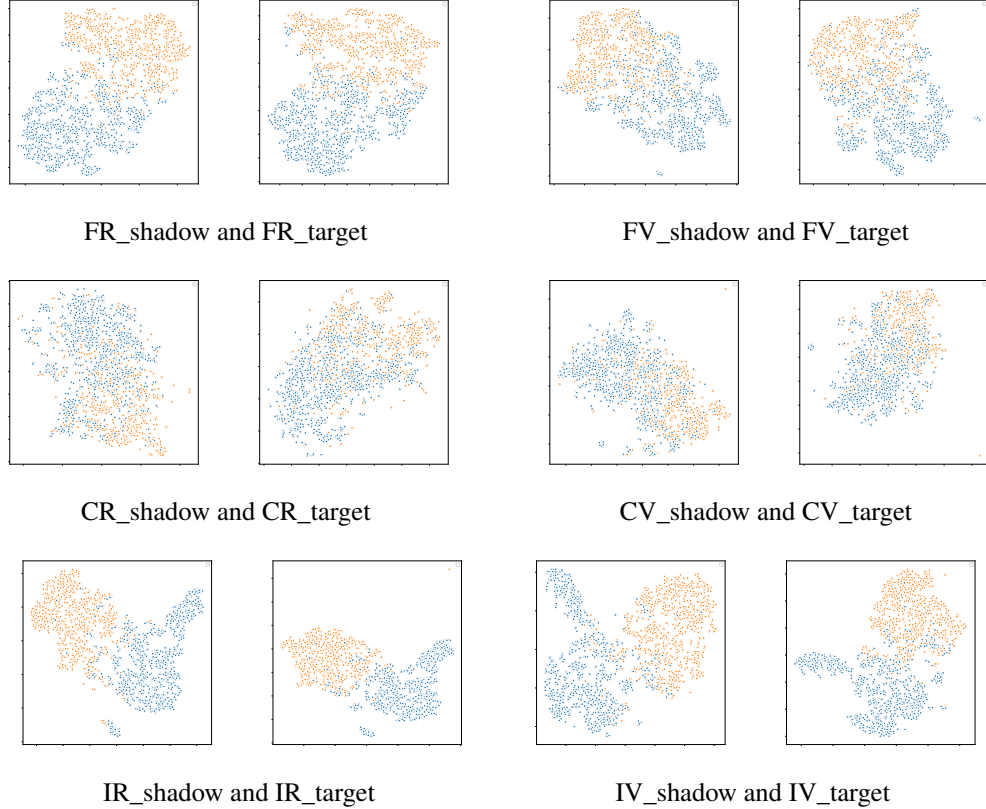 FR_shadow and FR_target
FV_shadow and FV_target
CR_shadow and CR_target
CV_shadow and CV_target
IR_shadow and IR_target
IV_shadow and IV_target